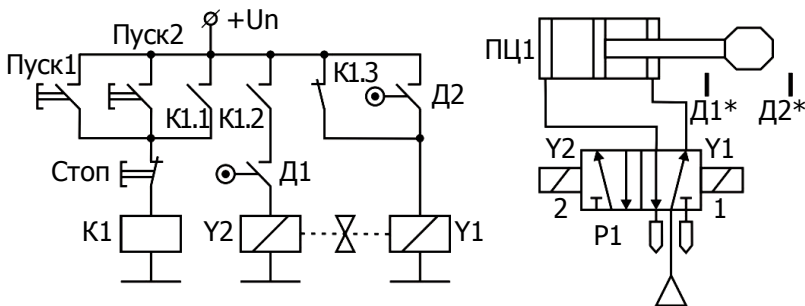 +Un
Пуск2
Пуск1
К1.1
К1.2
К1.3
Д2
Стоп
Д1
К1
Y2
Y1
ПЦ1
Д1*
Д2*
Y2
Y1
2
1
Р1